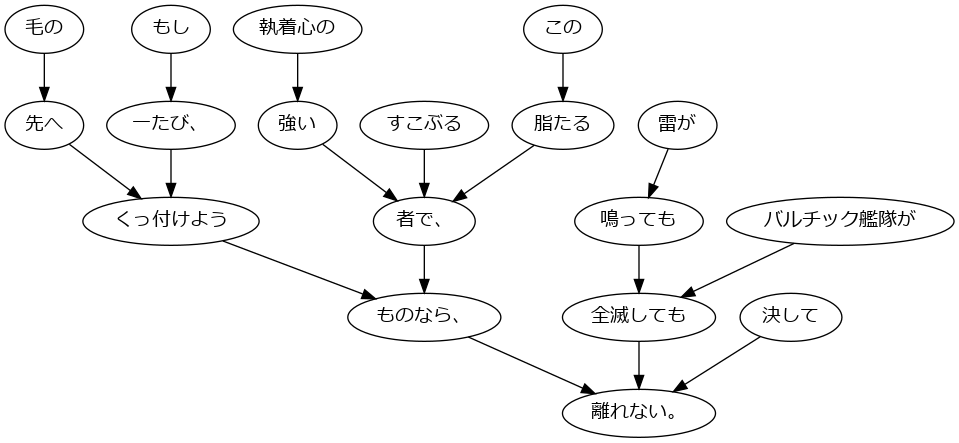 毛の
もし
執着心の
この
先へ
一たび、
強い
すこぶる
脂たる
雷が
くっ付けよう
者で、
鳴っても
バルチック艦隊が
ものなら、
全滅しても
決して
離れない。